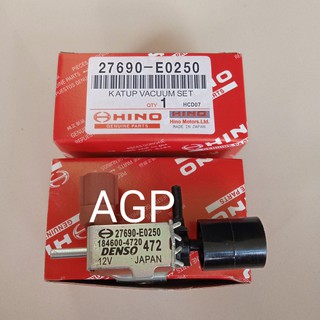 27690-E0250
KATUP VACUUM SET
QTY 1
HCD07
HINO
GENUINE PARTS
HINO
Hino Motors,Ltd.
MADE IN JAPAN
AGP
27690-E0250
184600-4720
DENSO 472
12V JAPAN